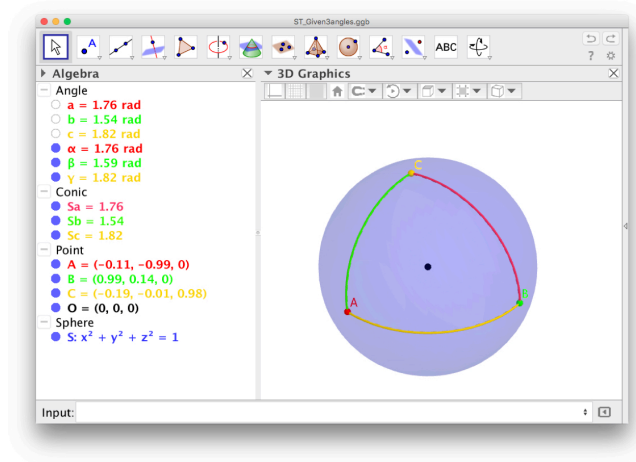 ST_Given3angles.ggb
A
ABC
?
Algebra
3D Graphics
Angle
a = 1.76 rad
b = 1.54 rad
c = 1.82 rad
α = 1.76 rad
β = 1.59 rad
γ = 1.82 rad
Conic
Sa = 1.76
Sb = 1.54
Sc = 1.82
Point
A = (-0.11, -0.99, 0)
B = (0.99, 0.14, 0)
C = (-0.19, -0.01, 0.98)
O = (0, 0, 0)
Sphere
S: x² + y² + z² = 1
C
A
B
Input: